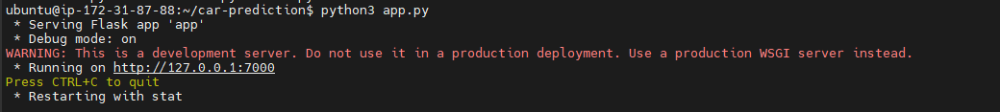 ubuntu@ip-172-31-87-88:~/car-prediction$ python3 app.py
 * Serving Flask app 'app'
 * Debug mode: on
WARNING: This is a development server. Do not use it in a production deployment. Use a production WSGI server instead.
 * Running on http://127.0.0.1:7000
Press CTRL+C to quit
 * Restarting with stat